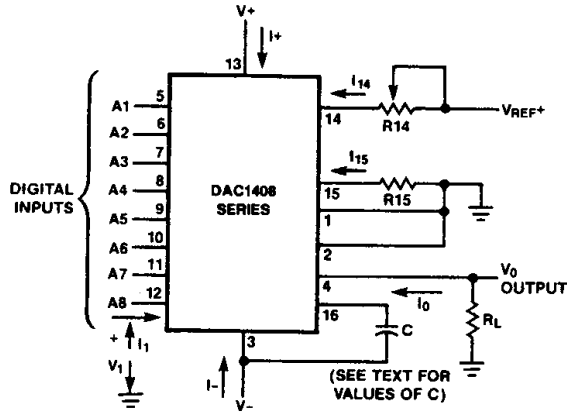 V+
I+
13
I14
A1 5
14
R14
VREF+
A2 6
A3 7
I15
DIGITAL
INPUTS
A4 8
DAC1408
SERIES
15
R15
A5 9
1
A6 10
2
A7 11
4
V0
OUTPUT
A8 12
16
I0
RL
+
I1
3
C
V1
I–
V–
(SEE TEXT FOR
VALUES OF C)